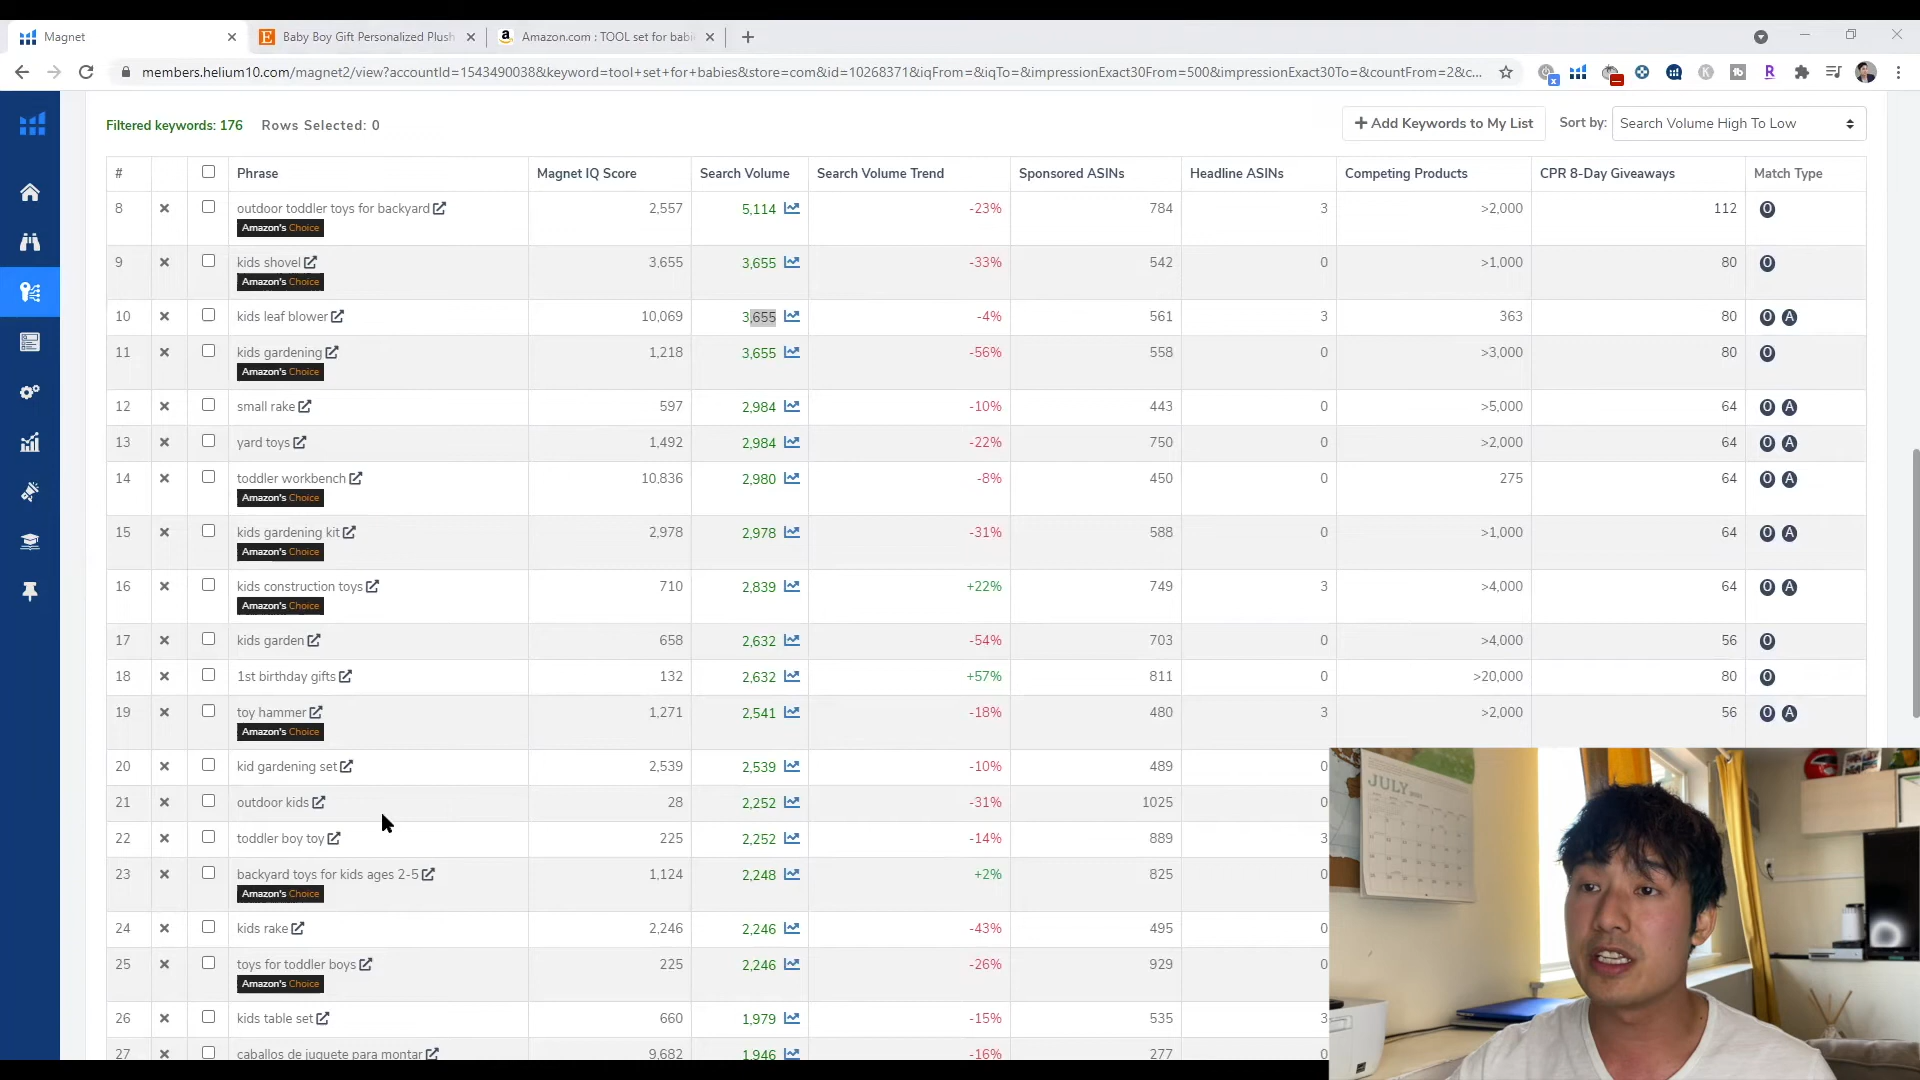 Magnet
Baby Boy Gift Personalized Plush
Amazon.com : TOOL set for babi
members.helium10.com/magnet2/view?accountId=1543490038&keyword=tool+set+for+babies&store=com&id=10268371&iqFrom=&iqTo=&impressionExact30From=500&impressionExact30To=&countFrom=2&c...
Filtered keywords: 176 Rows Selected: 0 + Add Keywords to My List Sort by: Search Volume High To Low
# Phrase Magnet IQ Score Search Volume Search Volume Trend Sponsored ASINs Headline ASINs Competing Products CPR 8-Day Giveaways Match Type
8 outdoor toddler toys for backyard 2,557 5,114 -23% 784 3 >2,000 112 O
Amazon's Choice
9 kids shovel 3,655 3,655 -33% 542 0 >1,000 80 O
Amazon's Choice
10 kids leaf blower 10,069 3,655 -4% 561 3 363 80 O A
11 kids gardening 1,218 3,655 -56% 558 0 >3,000 80 O
Amazon's Choice
12 small rake 597 2,984 -10% 443 0 >5,000 64 O A
13 yard toys 1,492 2,984 -22% 750 0 >2,000 64 O A
14 toddler workbench 10,836 2,980 -8% 450 0 275 64 O A
Amazon's Choice
15 kids gardening kit 2,978 2,978 -31% 588 0 >1,000 64 O A
Amazon's Choice
16 kids construction toys 710 2,839 +22% 749 3 >4,000 64 O A
Amazon's Choice
17 kids garden 658 2,632 -54% 703 0 >4,000 56 O
18 1st birthday gifts 132 2,632 +57% 811 0 >20,000 80 O
19 toy hammer 1,271 2,541 -18% 480 3 >2,000 56 O A
Amazon's Choice
20 kid gardening set 2,539 2,539 -10% 489 0
21 outdoor kids 28 2,252 -31% 1025 0
22 toddler boy toy 225 2,252 -14% 889 3
23 backyard toys for kids ages 2-5 1,124 2,248 +2% 825 0
Amazon's Choice
24 kids rake 2,246 2,246 -43% 495 0
25 toys for toddler boys 225 2,246 -26% 929 0
Amazon's Choice
26 kids table set 660 1,979 -15% 535 3
27 caballos de juguete para montar 9,682 1,946 -16% 277 0
JULY